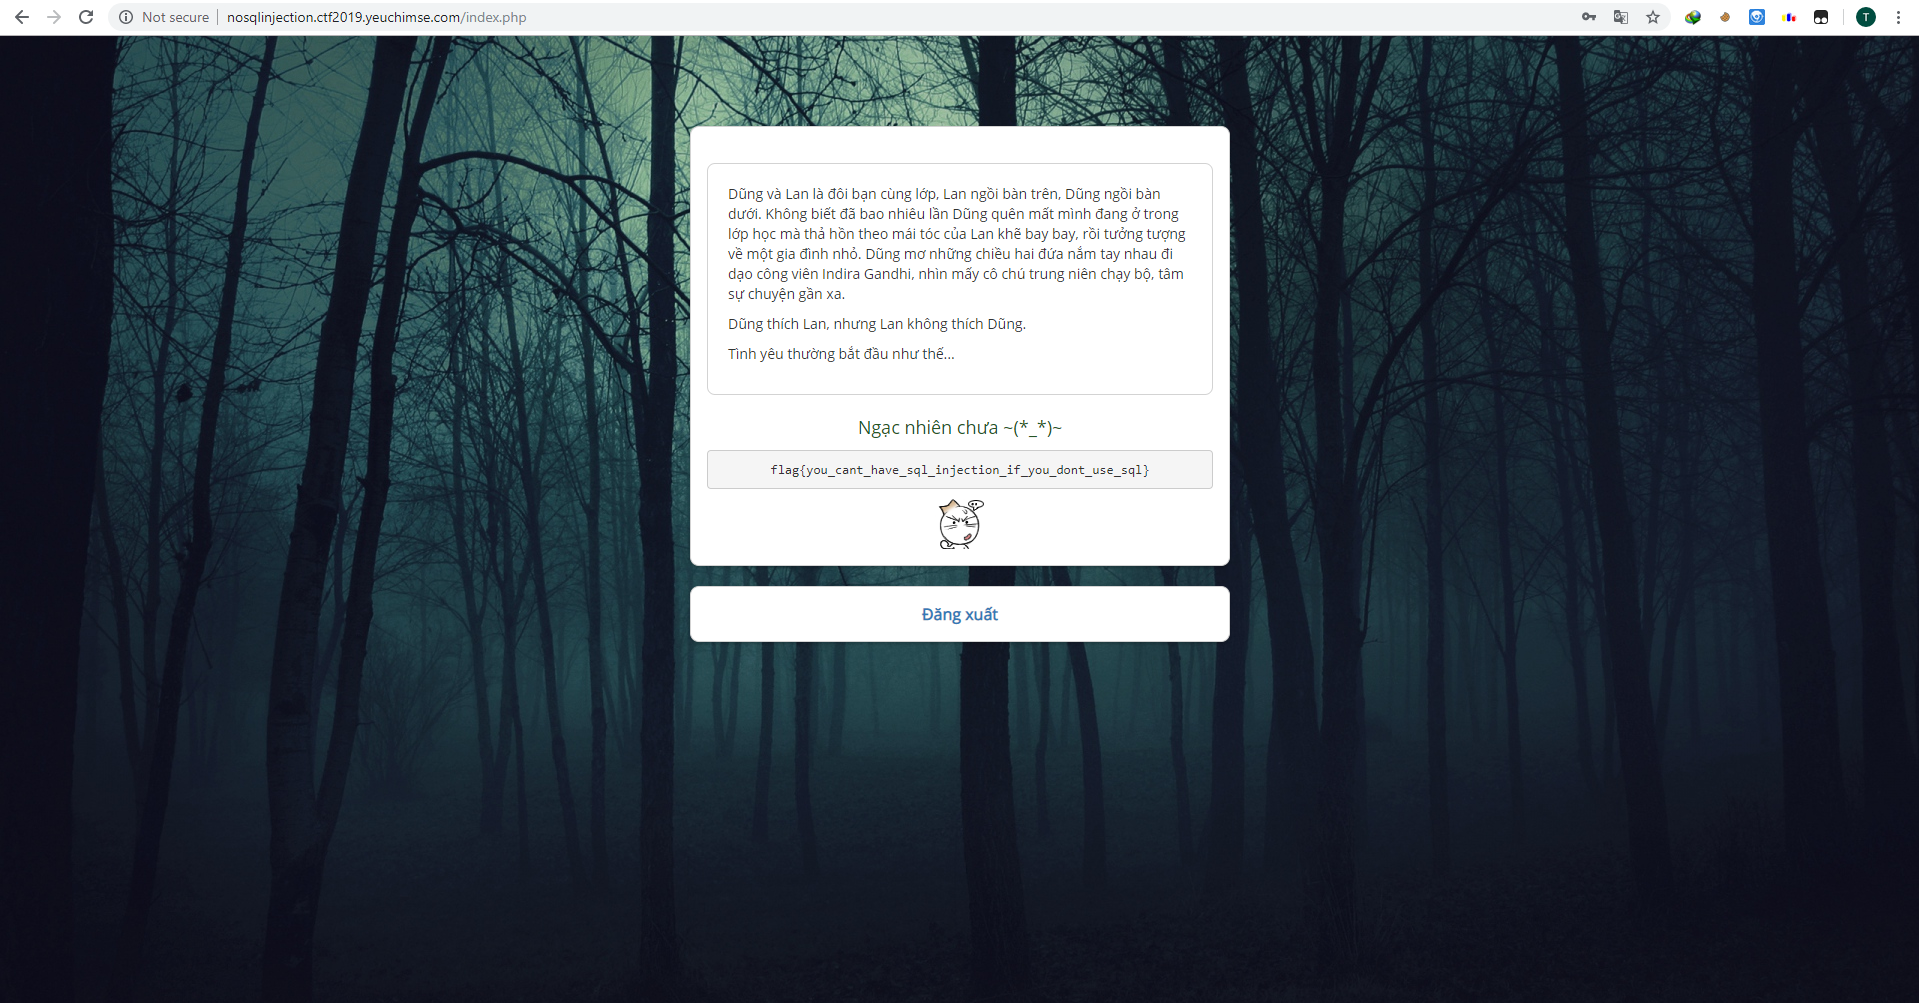 Not secure
nosqlinjection.ctf2019.yeuchimse.com/index.php
T
Dũng và Lan là đôi bạn cùng lớp, Lan ngồi bàn trên, Dũng ngồi bàn
dưới. Không biết đã bao nhiêu lần Dũng quên mất mình đang ở trong
lớp học mà thả hồn theo mái tóc của Lan khẽ bay bay, rồi tưởng tượng
về một gia đình nhỏ. Dũng mơ những chiều hai đứa nắm tay nhau đi
dạo công viên Indira Gandhi, nhìn mấy cô chú trung niên chạy bộ, tâm
sự chuyện gần xa.
Dũng thích Lan, nhưng Lan không thích Dũng.
Tình yêu thường bắt đầu như thế...
Ngạc nhiên chưa ~(*_*)~
flag{you_cant_have_sql_injection_if_you_dont_use_sql}
Đăng xuất